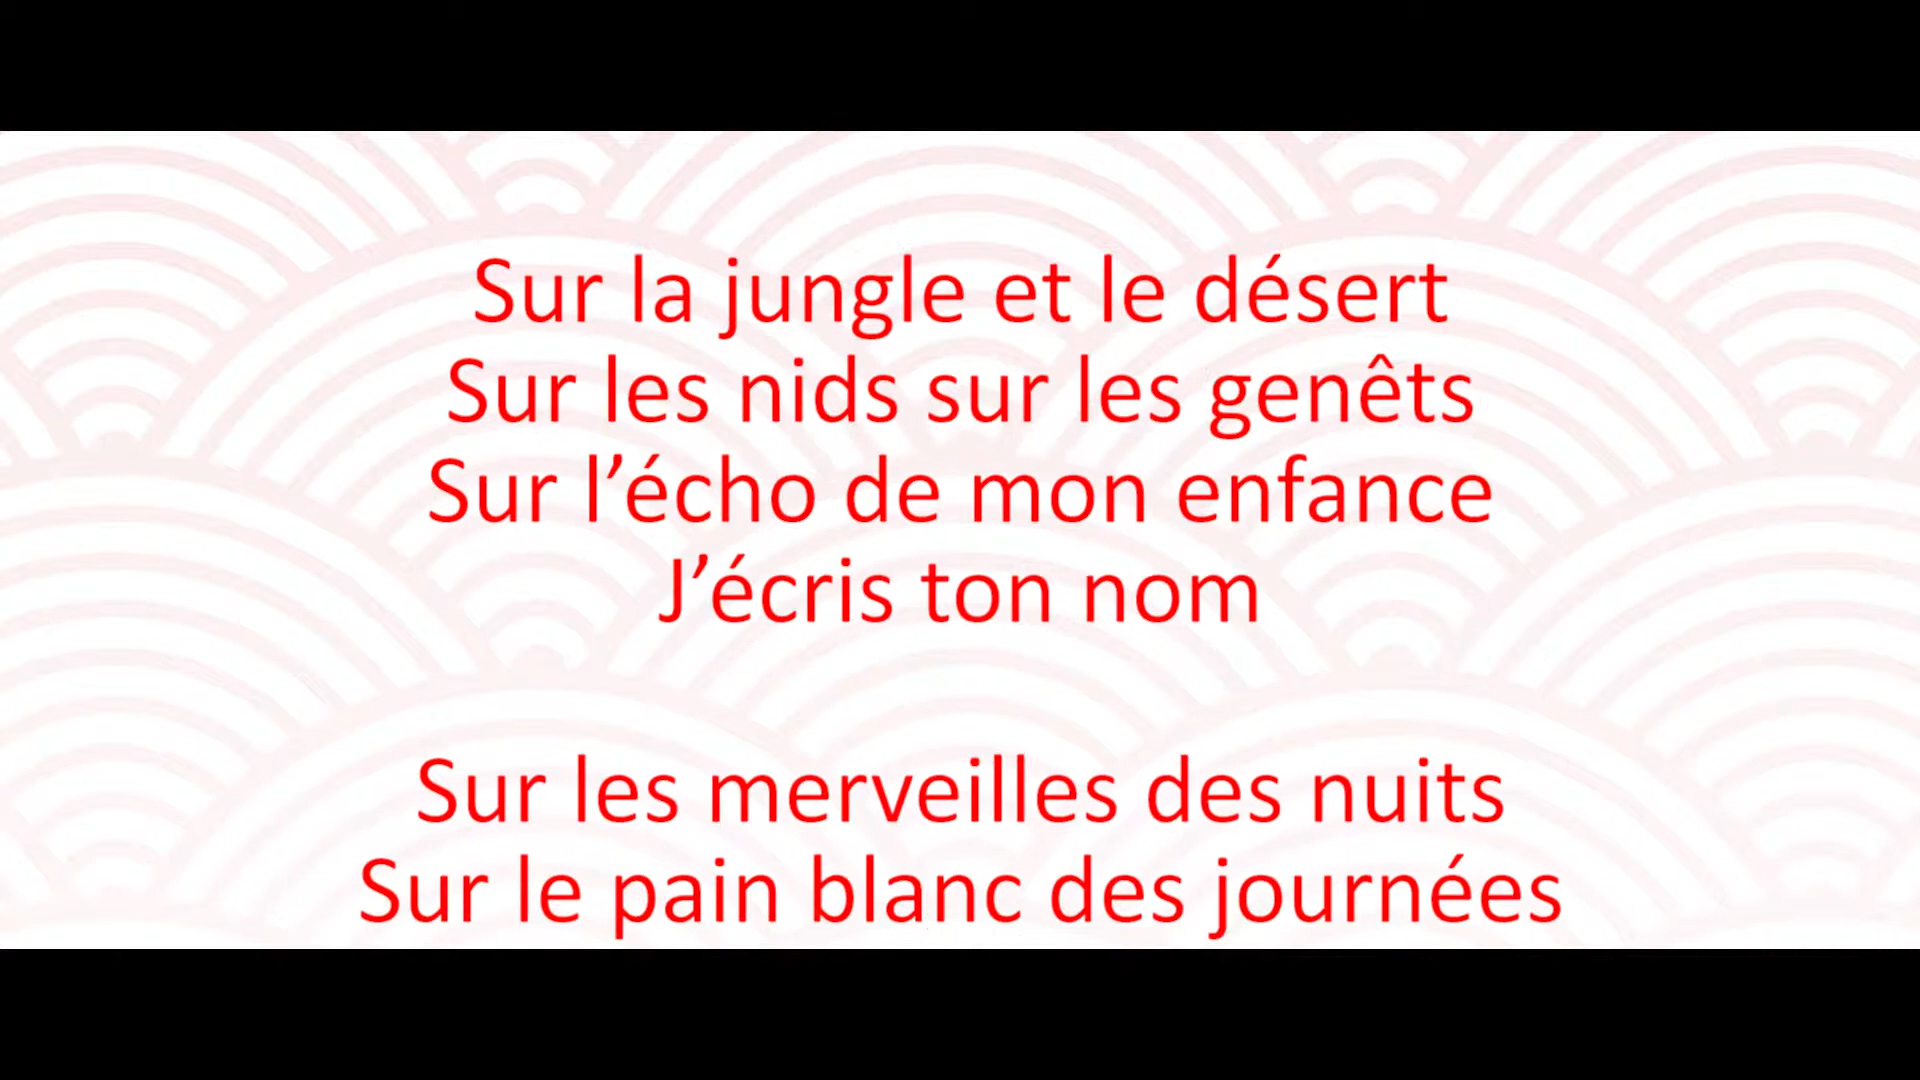 Sur la jungle et le désert
Sur les nids sur les genêts
Sur l’écho de mon enfance
J’écris ton nom
Sur les merveilles des nuits
Sur le pain blanc des journées